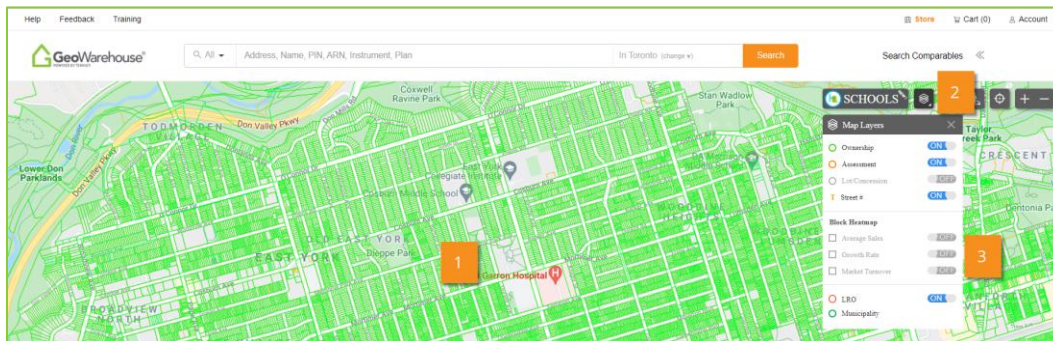 Help Feedback Training
Store Cart (0) Account
GeoWarehouse®
All
Address, Name, PIN, ARN, Instrument, Plan
In Toronto (change ▾)
Search
Search Comparables
SCHOOLS
2
Map Layers
Ownership ON
Assessment ON
Lot/Concession OFF
Street # ON
Block Heatmap
Average Sales OFF
Growth Rate OFF
Market Turnover OFF
3
LRO ON
Municipality
Coxwell
Ravine Park
Stan Wadlow
Park
Taylor
CRESCENT
TODMORDEN
Don Valley Pkwy
Don Valley Pkwy
Lower Don
Parklands
Collegiate Institute
Cosburn Middle School
Cosburn Ave
WOODBINE
HEIGHTS
OLD EAST YORK
EAST YORK
Dieppe Park
1
Garron Hospital
BROADVIEW
NORTH